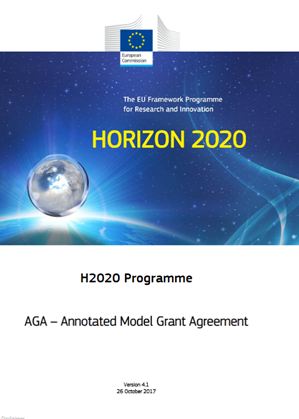 European
Commission
The EU Framework Programme
for Research and Innovation
HORIZON 2020
H2020 Programme
AGA – Annotated Model Grant Agreement
Version 4.1
26 October 2017